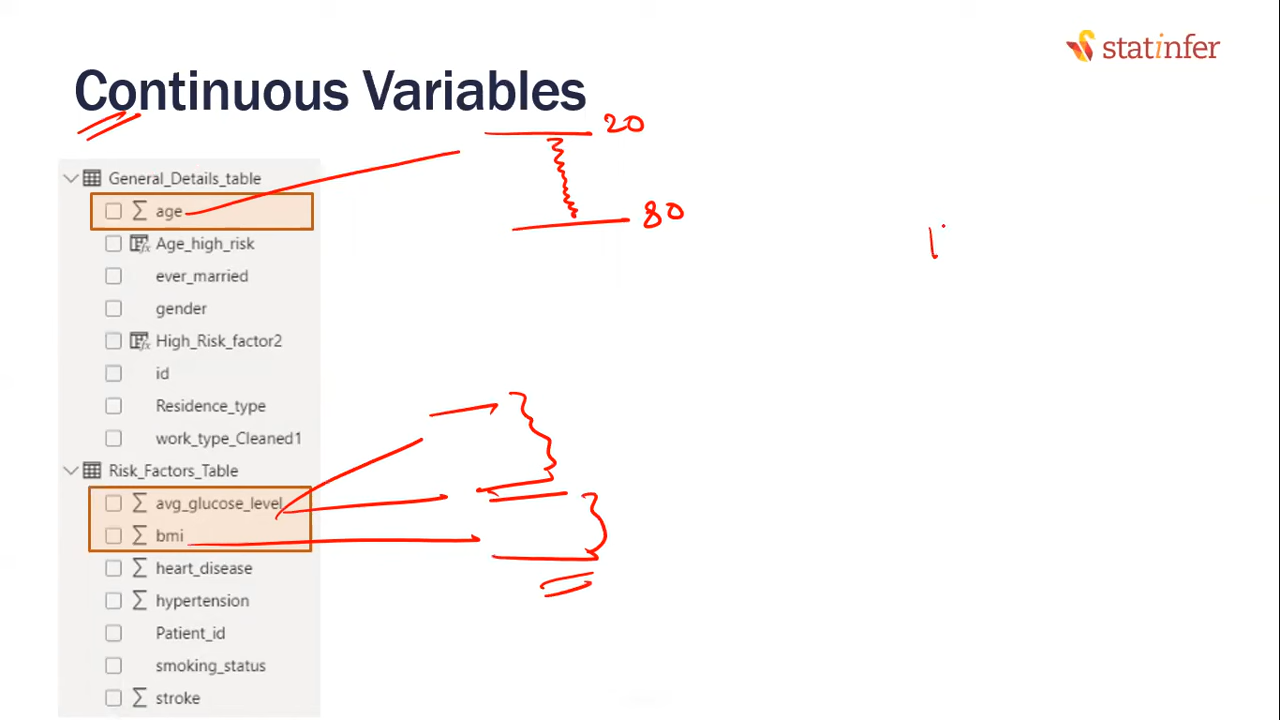 statinfer
Continuous Variables
20
80
General_Details_table
∑ age
Age_high_risk
ever_married
gender
High_Risk_factor2
id
Residence_type
work_type_Cleaned1
Risk_Factors_Table
∑ avg_glucose_level
∑ bmi
∑ heart_disease
∑ hypertension
Patient_id
smoking_status
∑ stroke